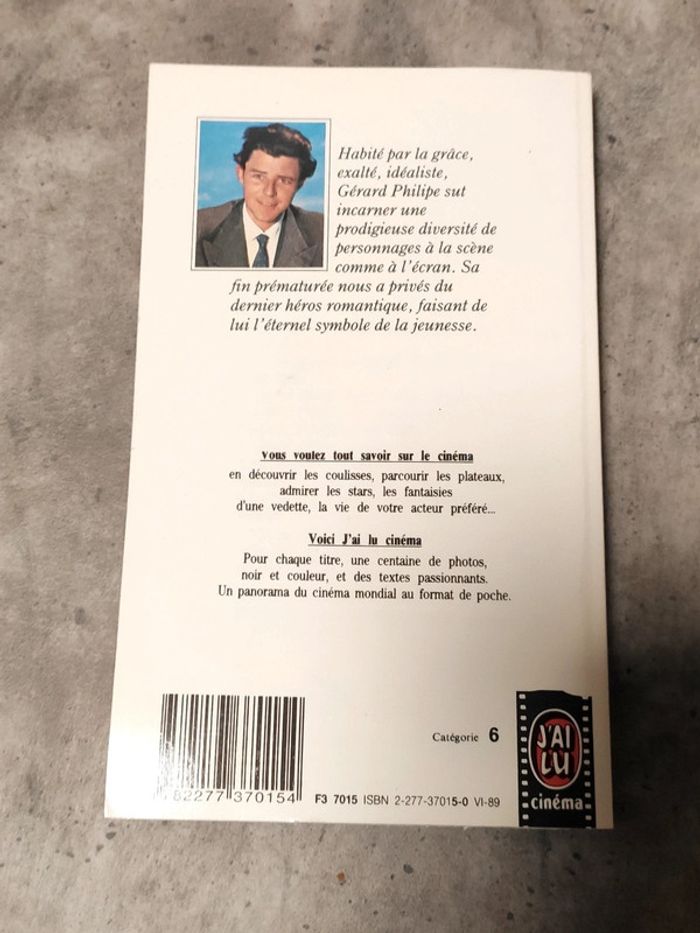 Habité par la grâce,
exalté, idéaliste,
Gérard Philipe sut
incarner une
prodigieuse diversité de
personnages à la scène
comme à l'écran. Sa
fin prématurée nous a privés du
dernier héros romantique, faisant de
lui l'éternel symbole de la jeunesse.
Vous voulez tout savoir sur le cinéma
en découvrir les coulisses, parcourir les plateaux,
admirer les stars, les fantaisies
d'une vedette, la vie de votre acteur préféré...
Voici J'ai lu cinéma
Pour chaque titre, une centaine de photos,
noir et couleur, et des textes passionnants.
Un panorama du cinéma mondial au format de poche.
Catégorie 6
J'AI
LU
cinéma
82277 370154
F3 7015 ISBN 2-277-37015-0 VI-89